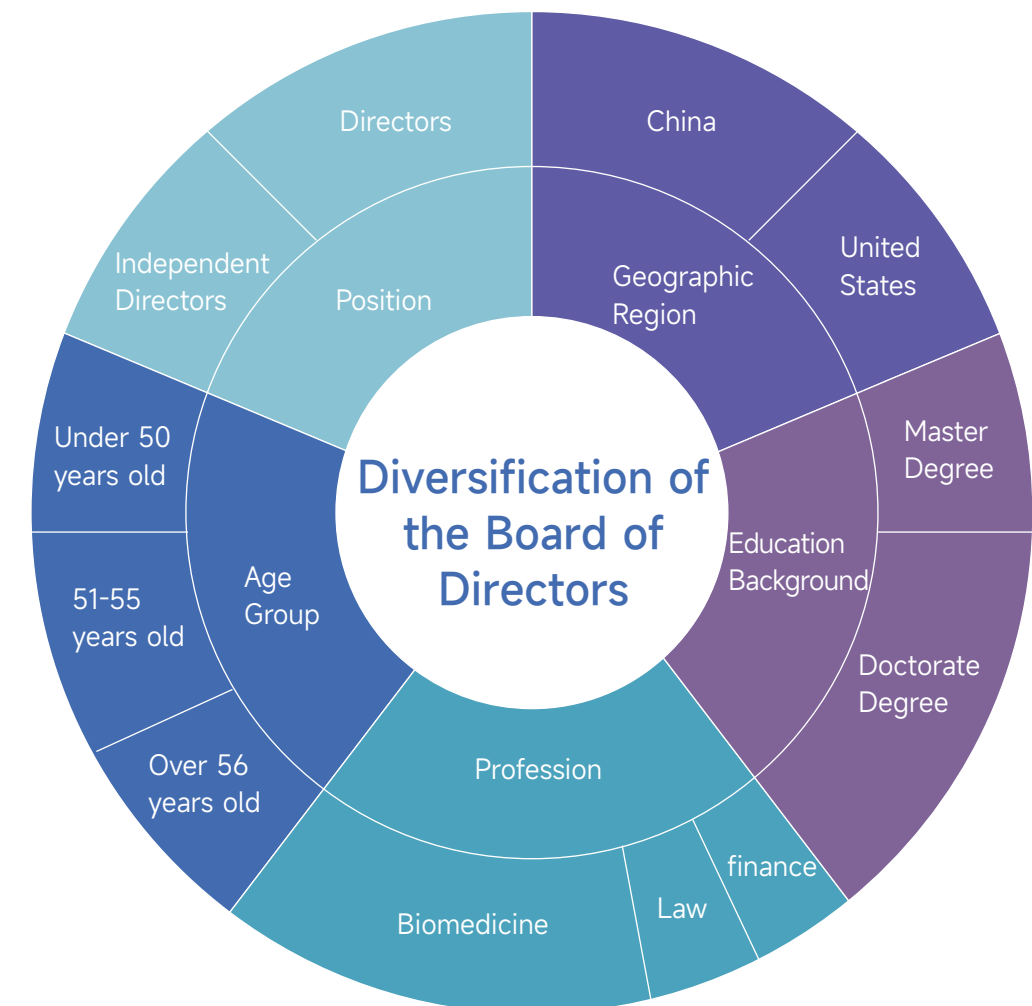 Diversification of
the Board of
Directors
Geographic
Region
China
United
States
Education
Background
Master
Degree
Doctorate
Degree
Profession
finance
Law
Biomedicine
Age
Group
Over 56
years old
51-55
years old
Under 50
years old
Position
Independent
Directors
Directors